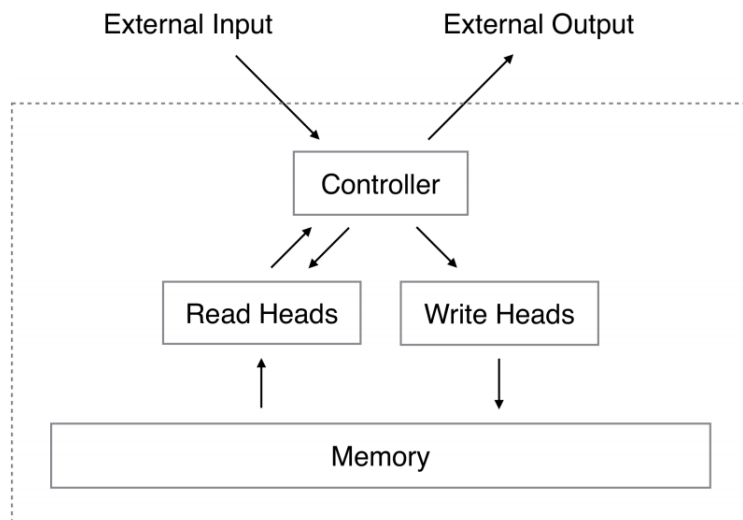 External Input
External Output
Controller
Read Heads
Write Heads
Memory